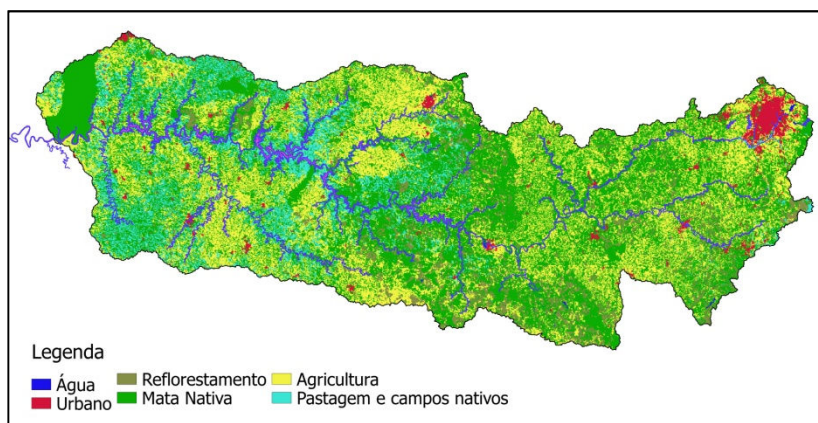 Legenda
Água
Urbano
Reflorestamento
Mata Nativa
Agricultura
Pastagem e campos nativos